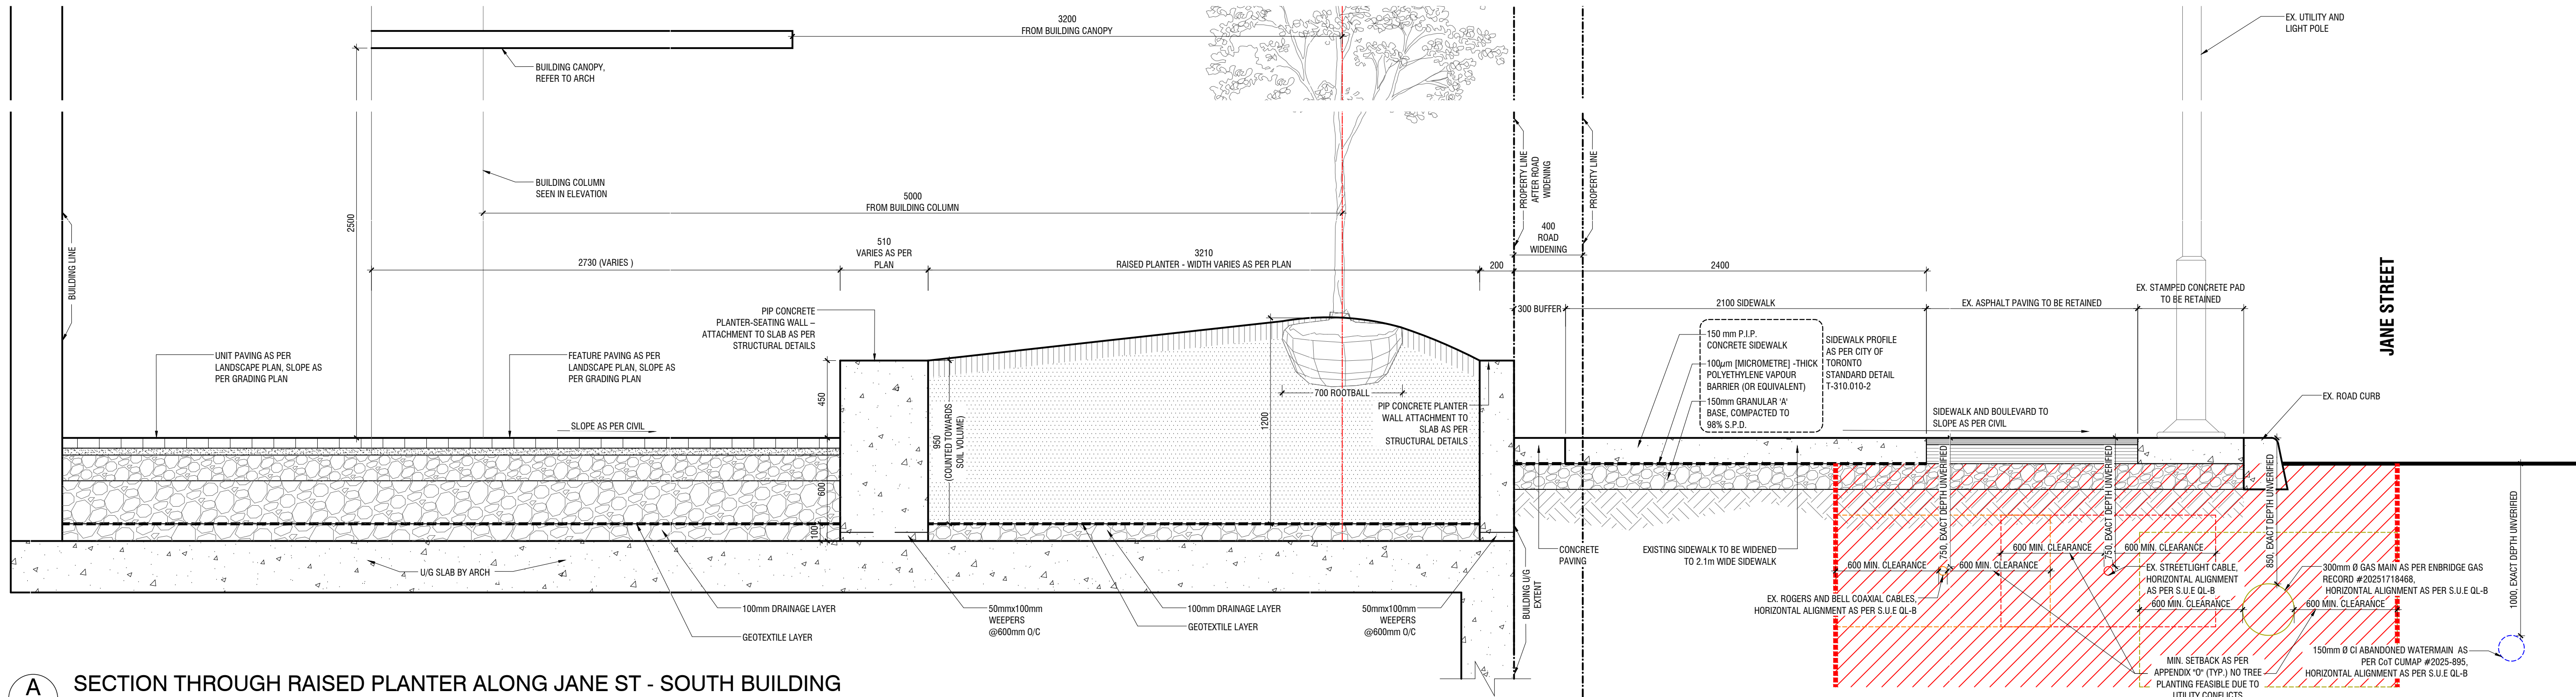 3200
FROM BUILDING CANOPY
EX. UTILITY AND
LIGHT POLE
BUILDING CANOPY,
REFER TO ARCH
BUILDING COLUMN
SEEN IN ELEVATION
5000
FROM BUILDING COLUMN
2500
BUILDING LINE
PROPERTY LINE
AFTER ROAD
WIDENING
PROPERTY LINE
400
ROAD
WIDENING
510
VARIES AS PER
PLAN
2730 (VARIES )
3210
RAISED PLANTER - WIDTH VARIES AS PER PLAN
200
2400
JANE STREET
300 BUFFER
2100 SIDEWALK
EX. ASPHALT PAVING TO BE RETAINED
EX. STAMPED CONCRETE PAD
TO BE RETAINED
PIP CONCRETE
PLANTER-SEATING WALL –
ATTACHMENT TO SLAB AS PER
STRUCTURAL DETAILS
UNIT PAVING AS PER
LANDSCAPE PLAN, SLOPE AS
PER GRADING PLAN
FEATURE PAVING AS PER
LANDSCAPE PLAN, SLOPE AS
PER GRADING PLAN
150 mm P.I.P.
CONCRETE SIDEWALK
100µm [MICROMETRE] -THICK
POLYETHYLENE VAPOUR
BARRIER (OR EQUIVALENT)
150mm GRANULAR 'A'
BASE, COMPACTED TO
98% S.P.D.
SIDEWALK PROFILE
AS PER CITY OF
TORONTO
STANDARD DETAIL
T-310.010-2
700 ROOTBALL
PIP CONCRETE PLANTER
WALL ATTACHMENT TO
SLAB AS PER
STRUCTURAL DETAILS
SIDEWALK AND BOULEVARD TO
SLOPE AS PER CIVIL
EX. ROAD CURB
SLOPE AS PER CIVIL
450
600
100
950
(COUNTED TOWARDS
SOIL VOLUME)
1200
750, EXACT DEPTH UNVERIFIED
750, EXACT DEPTH UNVERIFIED
850, EXACT DEPTH UNVERIFIED
1000, EXACT DEPTH UNVERIFIED
CONCRETE
PAVING
EXISTING SIDEWALK TO BE WIDENED
TO 2.1m WIDE SIDEWALK
600 MIN. CLEARANCE
600 MIN. CLEARANCE
600 MIN. CLEARANCE
600 MIN. CLEARANCE
EX. STREETLIGHT CABLE,
HORIZONTAL ALIGNMENT
AS PER S.U.E QL-B
300mm Ø GAS MAIN AS PER ENBRIDGE GAS
RECORD #20251718468,
HORIZONTAL ALIGNMENT AS PER S.U.E QL-B
U/G SLAB BY ARCH
EX. ROGERS AND BELL COAXIAL CABLES,
HORIZONTAL ALIGNMENT AS PER S.U.E QL-B
600 MIN. CLEARANCE
600 MIN. CLEARANCE
100mm DRAINAGE LAYER
GEOTEXTILE LAYER
50mmx100mm
WEEPERS
@600mm O/C
100mm DRAINAGE LAYER
GEOTEXTILE LAYER
50mmx100mm
WEEPERS
@600mm O/C
BUILDING U/G
EXTENT
150mm Ø CI ABANDONED WATERMAIN AS
PER CoT CUMAP #2025-895,
HORIZONTAL ALIGNMENT AS PER S.U.E QL-B
MIN. SETBACK AS PER
APPENDIX "O" (TYP.) NO TREE
PLANTING FEASIBLE DUE TO
UTILITY CONFLICTS
A
SECTION THROUGH RAISED PLANTER ALONG JANE ST - SOUTH BUILDING